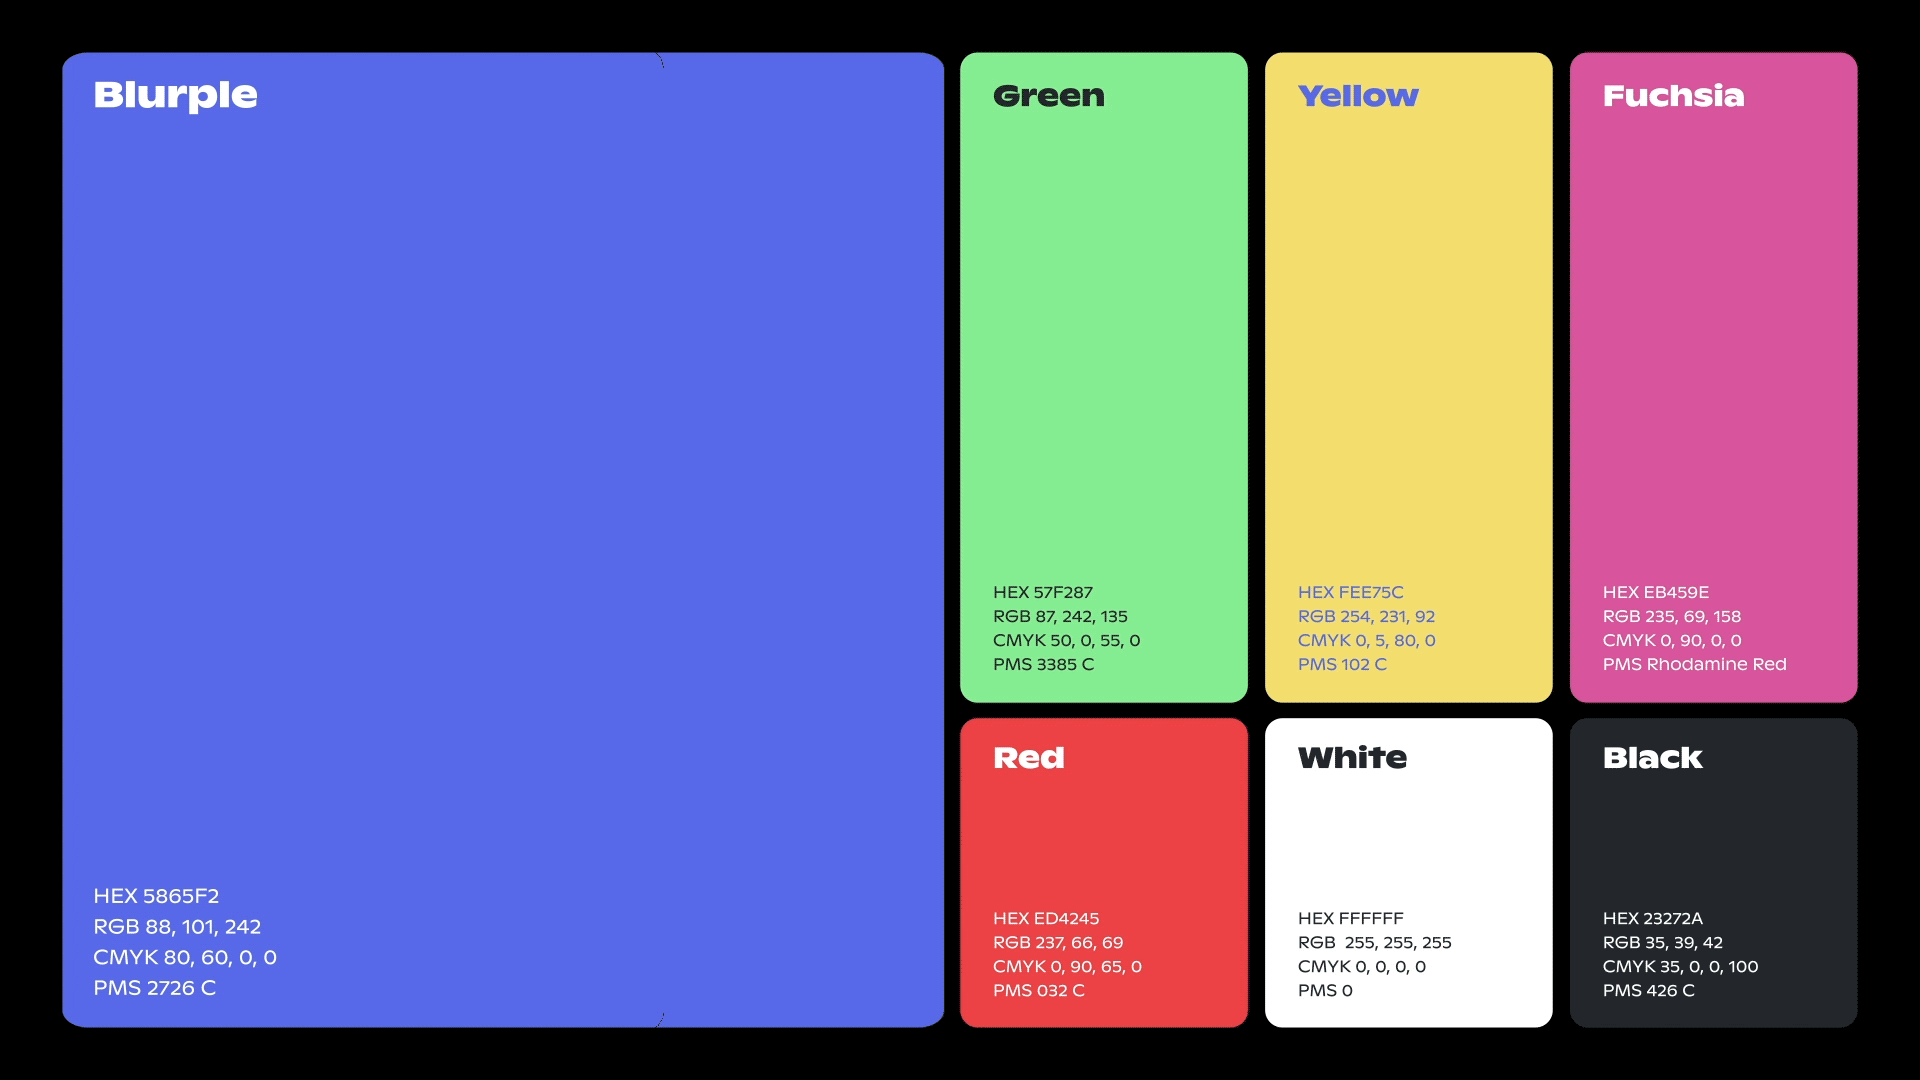 Blurple
HEX 5865F2
RGB 88, 101, 242
CMYK 80, 60, 0, 0
PMS 2726 C
Green
HEX 57F287
RGB 87, 242, 135
CMYK 50, 0, 55, 0
PMS 3385 C
Yellow
HEX FEE75C
RGB 254, 231, 92
CMYK 0, 5, 80, 0
PMS 102 C
Fuchsia
HEX EB459E
RGB 235, 69, 158
CMYK 0, 90, 0, 0
PMS Rhodamine Red
Red
HEX ED4245
RGB 237, 66, 69
CMYK 0, 90, 65, 0
PMS 032 C
White
HEX FFFFFF
RGB  255, 255, 255
CMYK 0, 0, 0, 0
PMS 0
Black
HEX 23272A
RGB 35, 39, 42
CMYK 35, 0, 0, 100
PMS 426 C